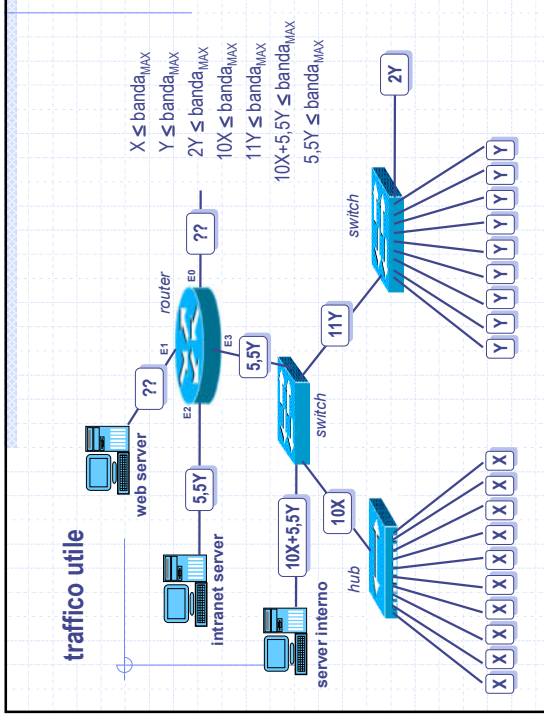 traffico utile
web server
??
E1
router
E0
??
E2
E3
intranet server
5,5Y
5,5Y
X ≤ banda_MAX
Y ≤ banda_MAX
2Y ≤ banda_MAX
10X ≤ banda_MAX
11Y ≤ banda_MAX
10X+5,5Y ≤ banda_MAX
5,5Y ≤ banda_MAX
server interno
10X+5,5Y
switch
11Y
switch
2Y
hub
10X
X X X X X X X X X X
Y Y Y Y Y Y Y Y Y